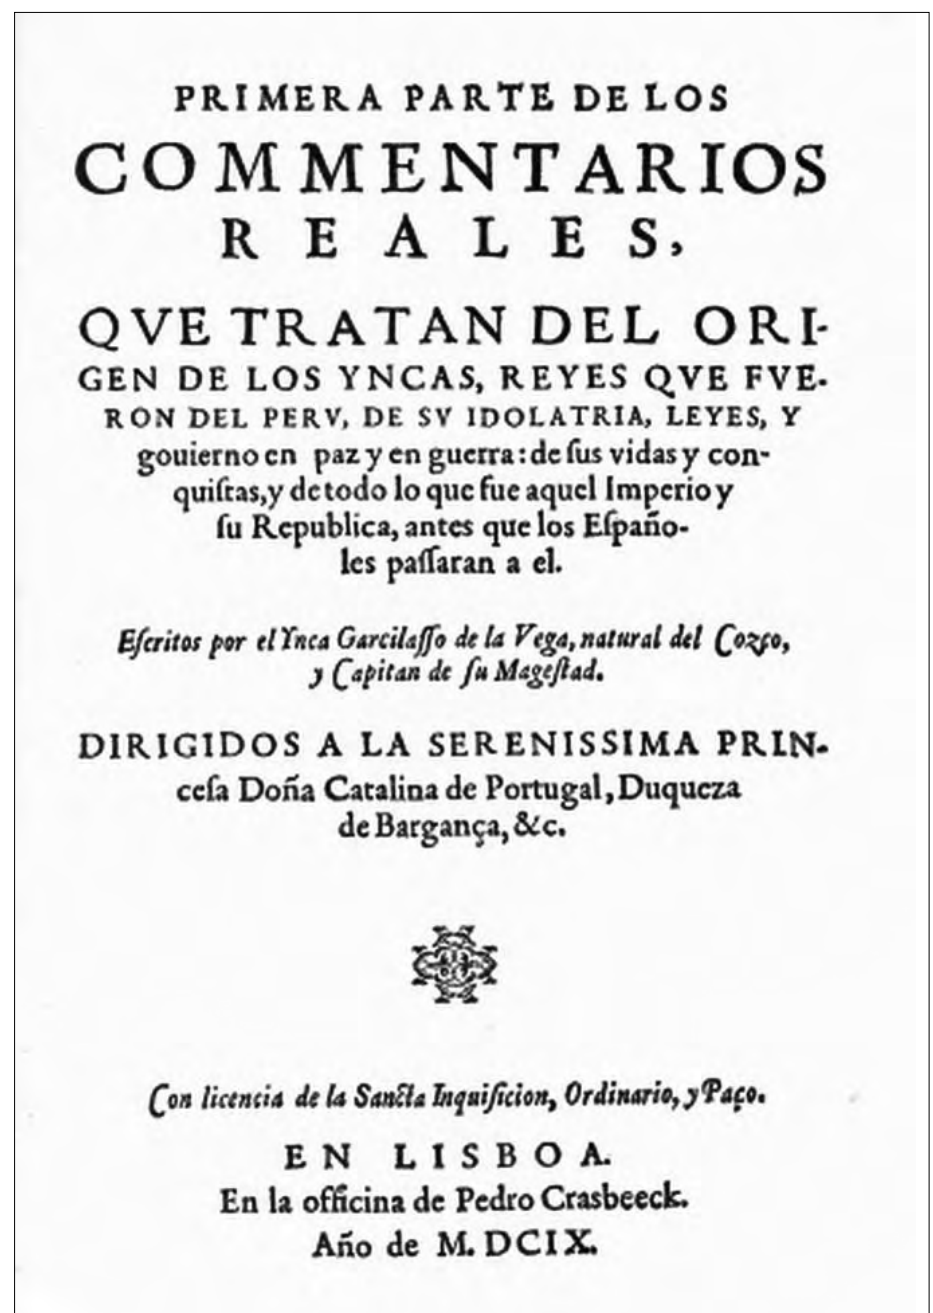 PRIMERA PARTE DE LOS
COMMENTARIOS
REALES,
QVE TRATAN DEL ORI-
GEN DE LOS YNCAS, REYES QVE FVE-
RON DEL PERV, DE SV IDOLATRIA, LEYES, Y
gouierno en paz y en guerra: de ſus vidas y con-
quiſtas, y de todo lo que fue aquel Imperio y
ſu Republica, antes que los Eſpaño-
les paſſaran a el.
Eſcritos por el Ynca Garcilaſſo de la Vega, natural del Cozço,
y Capitan de ſu Mageſtad.
DIRIGIDOS A LA SERENISSIMA PRIN-
ceſa Doña Catalina de Portugal, Duqueza
de Bargança, &c.
Con licencia de la Sancta Inquiſicion, Ordinario, y Paço.
EN LISBOA.
En la officina de Pedro Crasbeeck.
Año de M. DCIX.